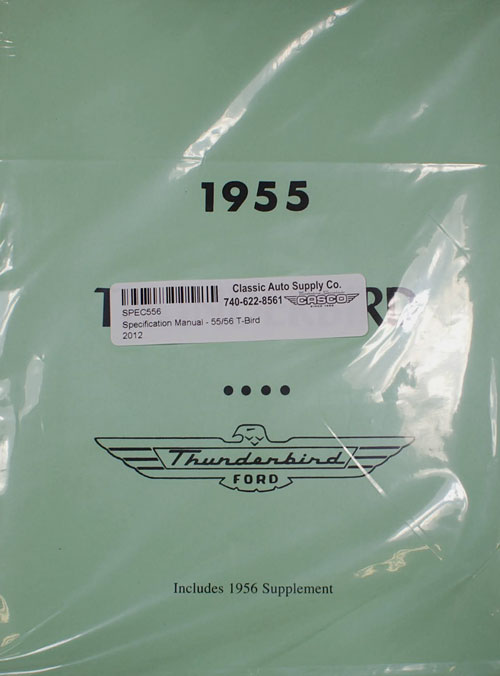 1955
Classic Auto Supply Co.
740-622-8561
CASCO
SPEC556
Specification Manual - 55/56 T-Bird
2012
Thunderbird
FORD
Includes 1956 Supplement